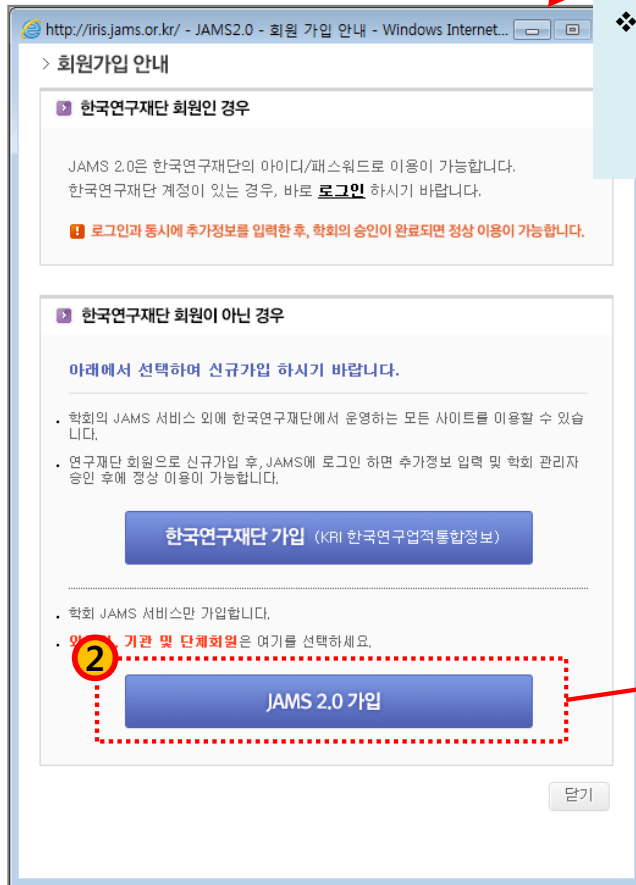 http://iris.jams.or.kr/ - JAMS2.0 - 회원 가입 안내 - Windows Internet...
> 회원가입 안내
한국연구재단 회원인 경우
JAMS 2.0은 한국연구재단의 아이디/패스워드로 이용이 가능합니다.
한국연구재단 계정이 있는 경우, 바로 로그인 하시기 바랍니다.
로그인과 동시에 추가정보를 입력한 후, 학회의 승인이 완료되면 정상 이용이 가능합니다.
한국연구재단 회원이 아닌 경우
아래에서 선택하여 신규가입 하시기 바랍니다.
. 학회의 JAMS 서비스 외에 한국연구재단에서 운영하는 모든 사이트를 이용할 수 있습
니다.
. 연구재단 회원으로 신규가입 후, JAMS에 로그인 하면 추가정보 입력 및 학회 관리자
승인 후에 정상 이용이 가능합니다.
한국연구재단 가입 (KRI 한국연구업적통합정보)
. 학회 JAMS 서비스만 가입합니다.
. 기관 및 단체회원은 여기를 선택하세요.
2
JAMS 2.0 가입
닫기